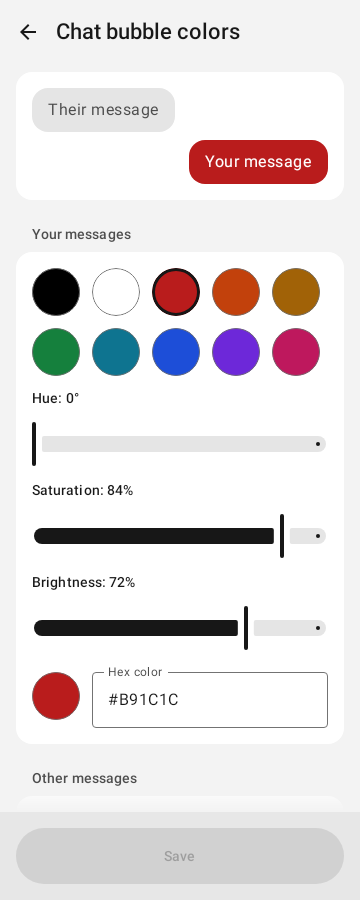 Chat bubble colors
Their message
Your message
Your messages
Hue: 0°
Saturation: 84%
Brightness: 72%
Hex color
#B91C1C
Other messages
Save